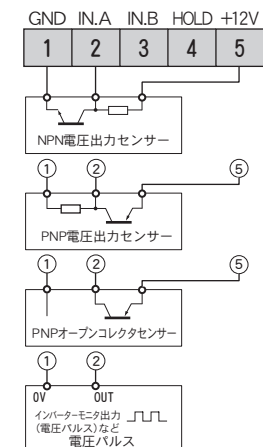 GND IN.A IN.B HOLD +12V
1 2 3 4 5
NPN電圧出力センサー
① ② ⑤
PNP電圧出力センサー
① ② ⑤
PNPオープンコレクタセンサー
① ②
0V OUT
インバーターモニタ出力
(電圧パルス)など
電圧パルス